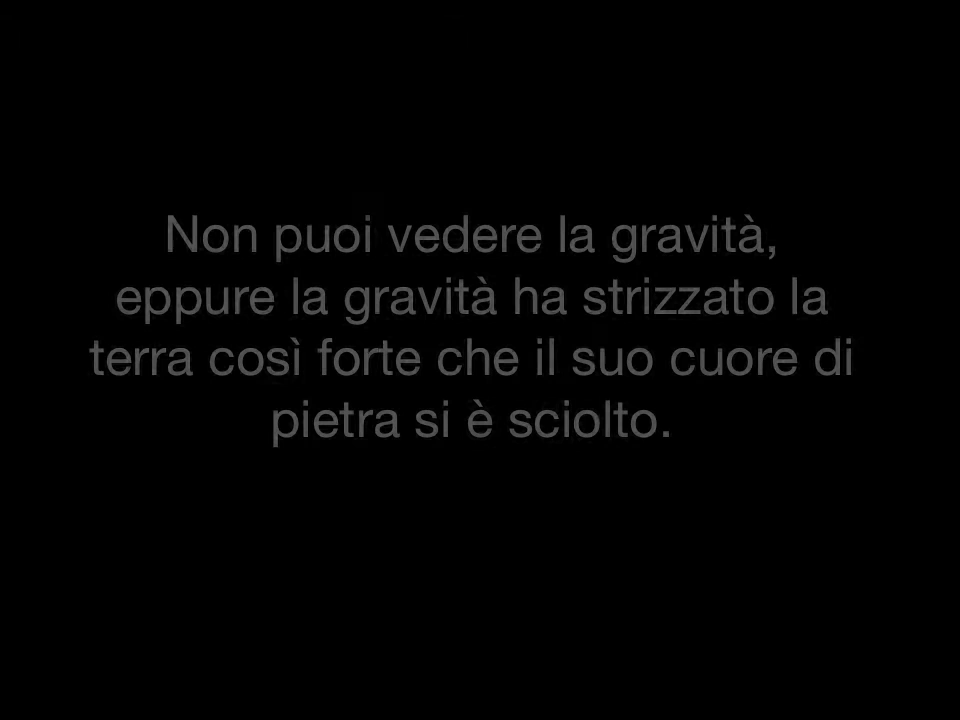 Non puoi vedere la gravità,
eppure la gravità ha strizzato la
terra così forte che il suo cuore di
pietra si è sciolto.